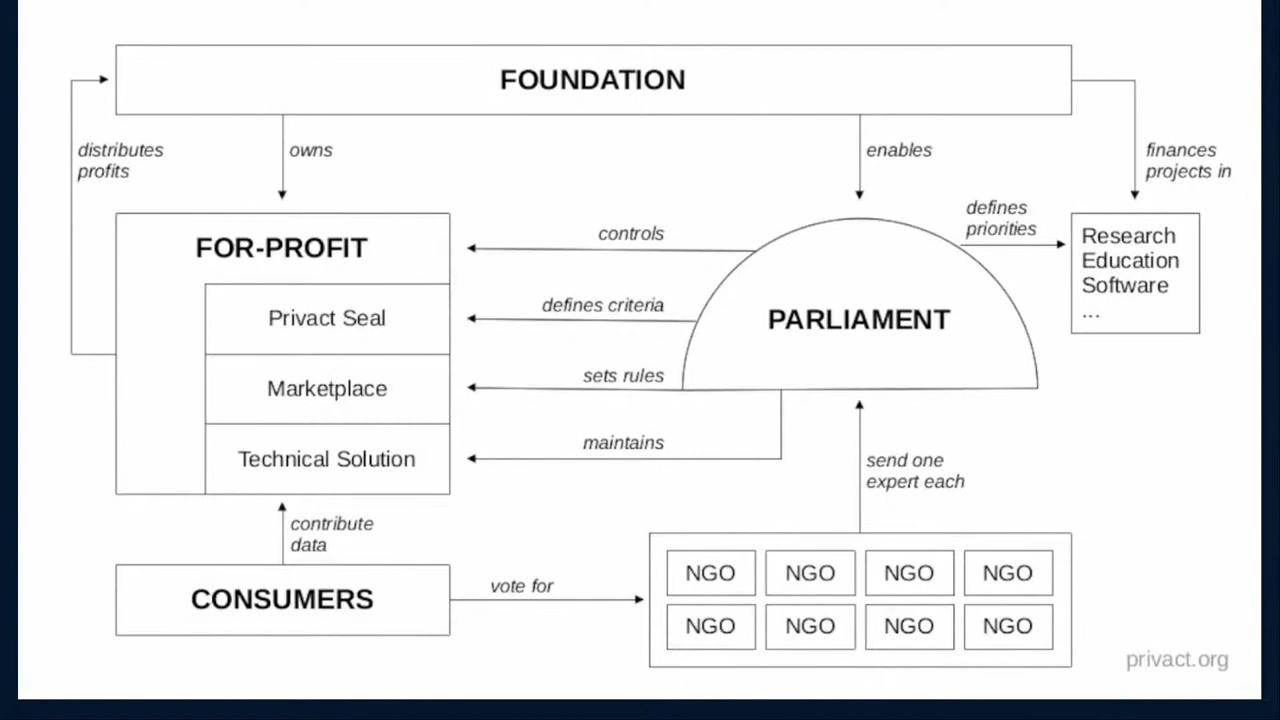 FOUNDATION
distributes
profits
owns
enables
finances
projects in
FOR-PROFIT
controls
defines
priorities
Research
Education
Software
...
Privact Seal
defines criteria
PARLIAMENT
Marketplace
sets rules
Technical Solution
maintains
send one
expert each
contribute
data
CONSUMERS
vote for
NGO NGO NGO NGO
NGO NGO NGO NGO
privact.org